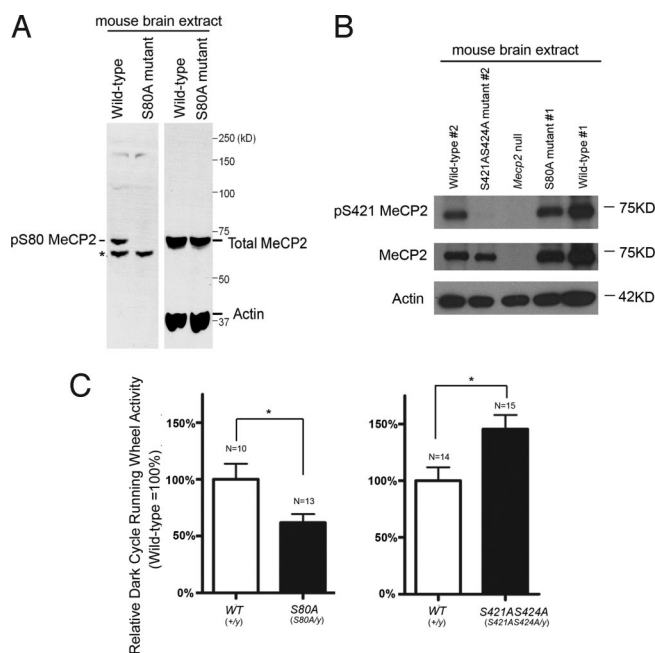 A
mouse brain extract
Wild-type
S80A mutant
Wild-type
S80A mutant
250 (kD)
150
100
75
50
37
pS80 MeCP2
*
Total MeCP2
Actin
B
mouse brain extract
Wild-type #2
S421AS424A mutant #2
Mecp2 null
S80A mutant #1
Wild-type #1
pS421 MeCP2
75KD
MeCP2
75KD
Actin
42KD
C
Relative Dark Cycle Running Wheel Activity
(Wild-type =100%)
150%
100%
50%
0%
*
N=10
N=13
WT
(+/y)
S80A
(S80A/y)
150%
100%
50%
0%
*
N=14
N=15
WT
(+/y)
S421AS424A
(S421AS424A/y)